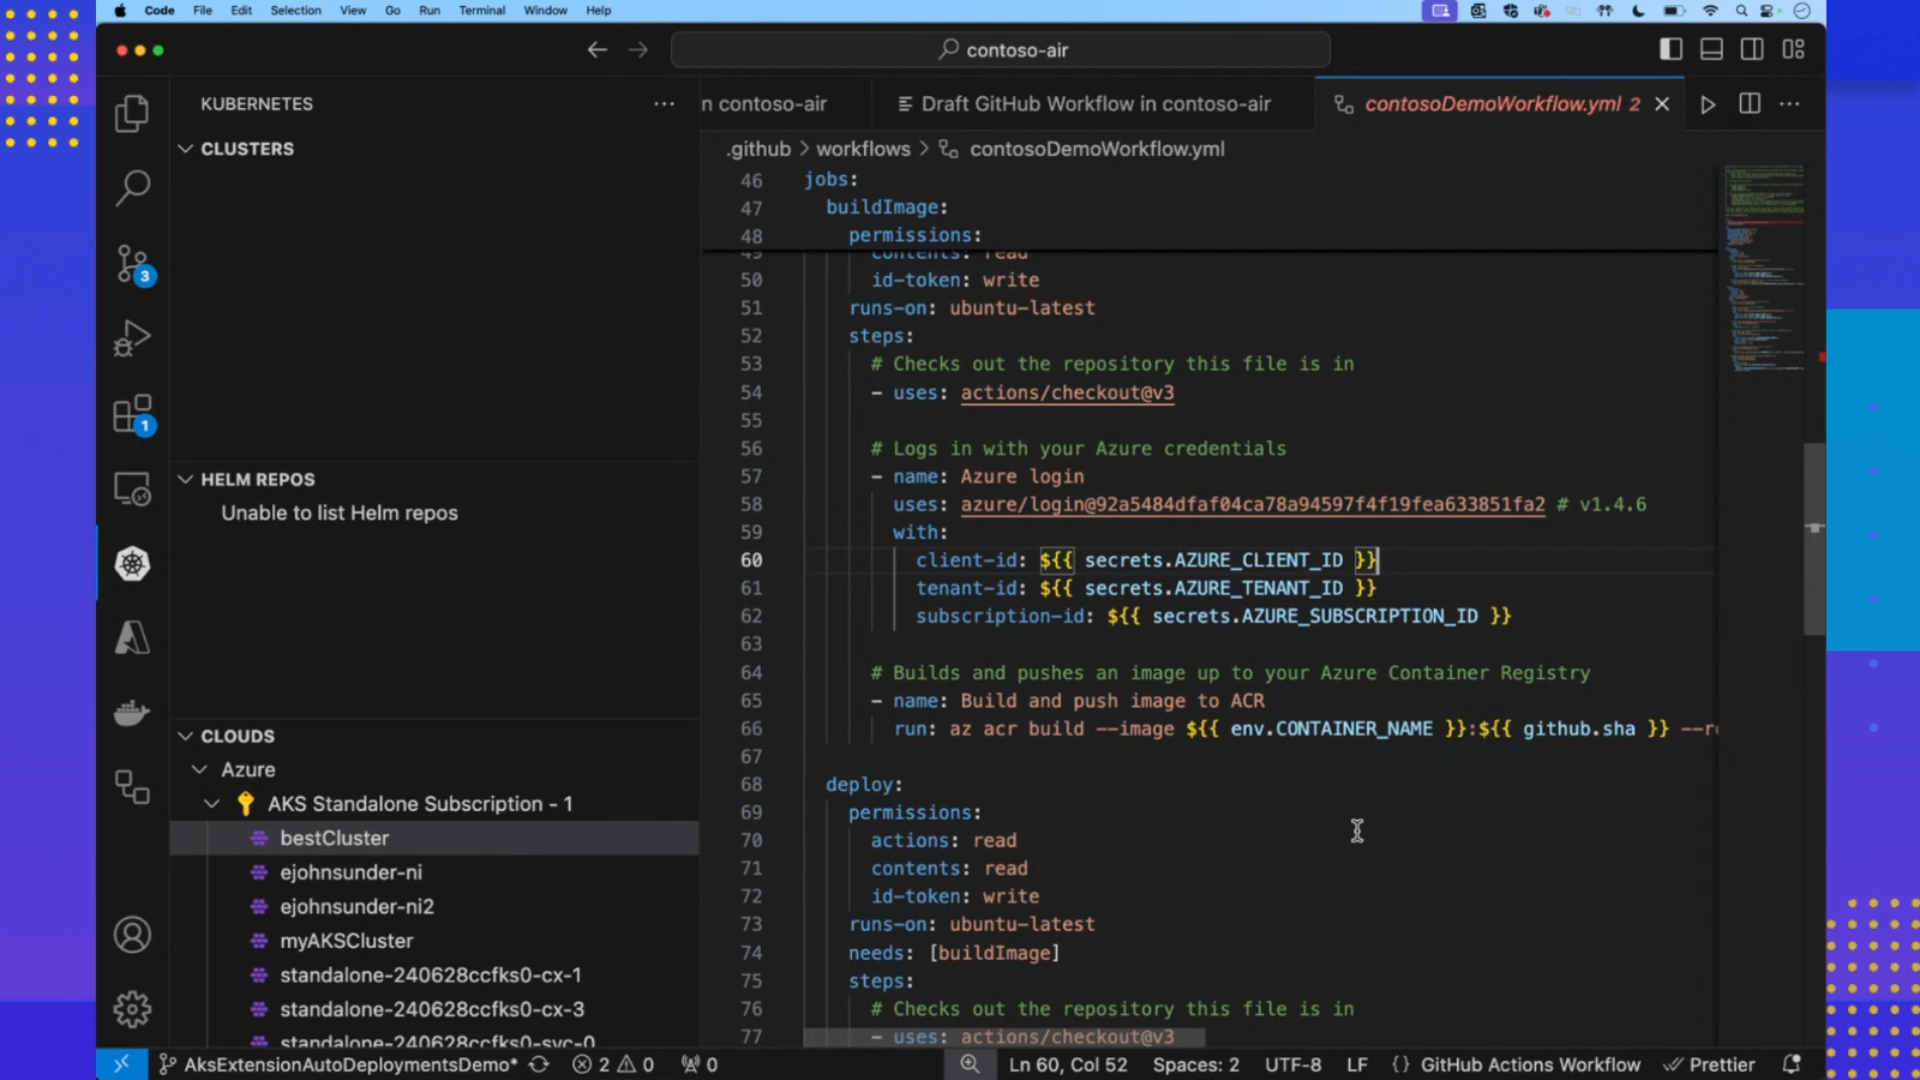 Code File Edit Selection View Go Run Terminal Window Help
contoso-air
KUBERNETES
n contoso-air
Draft GitHub Workflow in contoso-air
contosoDemoWorkflow.yml 2
CLUSTERS
.github > workflows > contosoDemoWorkflow.yml
46 jobs:
47 buildImage:
48 permissions:
49 contents: read
50 id-token: write
51 runs-on: ubuntu-latest
52 steps:
53 # Checks out the repository this file is in
54 - uses: actions/checkout@v3
55
56 # Logs in with your Azure credentials
57 - name: Azure login
58 uses: azure/login@92a5484dfaf04ca78a94597f4f19fea633851fa2 # v1.4.6
59 with:
60 client-id: ${{ secrets.AZURE_CLIENT_ID }}
61 tenant-id: ${{ secrets.AZURE_TENANT_ID }}
62 subscription-id: ${{ secrets.AZURE_SUBSCRIPTION_ID }}
63
64 # Builds and pushes an image up to your Azure Container Registry
65 - name: Build and push image to ACR
66 run: az acr build --image ${{ env.CONTAINER_NAME }}:${{ github.sha }} --r
67
68 deploy:
69 permissions:
70 actions: read
71 contents: read
72 id-token: write
73 runs-on: ubuntu-latest
74 needs: [buildImage]
75 steps:
76 # Checks out the repository this file is in
77 - uses: actions/checkout@v3
3
1
HELM REPOS
Unable to list Helm repos
CLOUDS
Azure
AKS Standalone Subscription - 1
bestCluster
ejohnsunder-ni
ejohnsunder-ni2
myAKSCluster
standalone-240628ccfks0-cx-1
standalone-240628ccfks0-cx-3
standalone-240628ccfks0-svc-0
AksExtensionAutoDeploymentsDemo* 2 0 0 Ln 60, Col 52 Spaces: 2 UTF-8 LF {} GitHub Actions Workflow Prettier